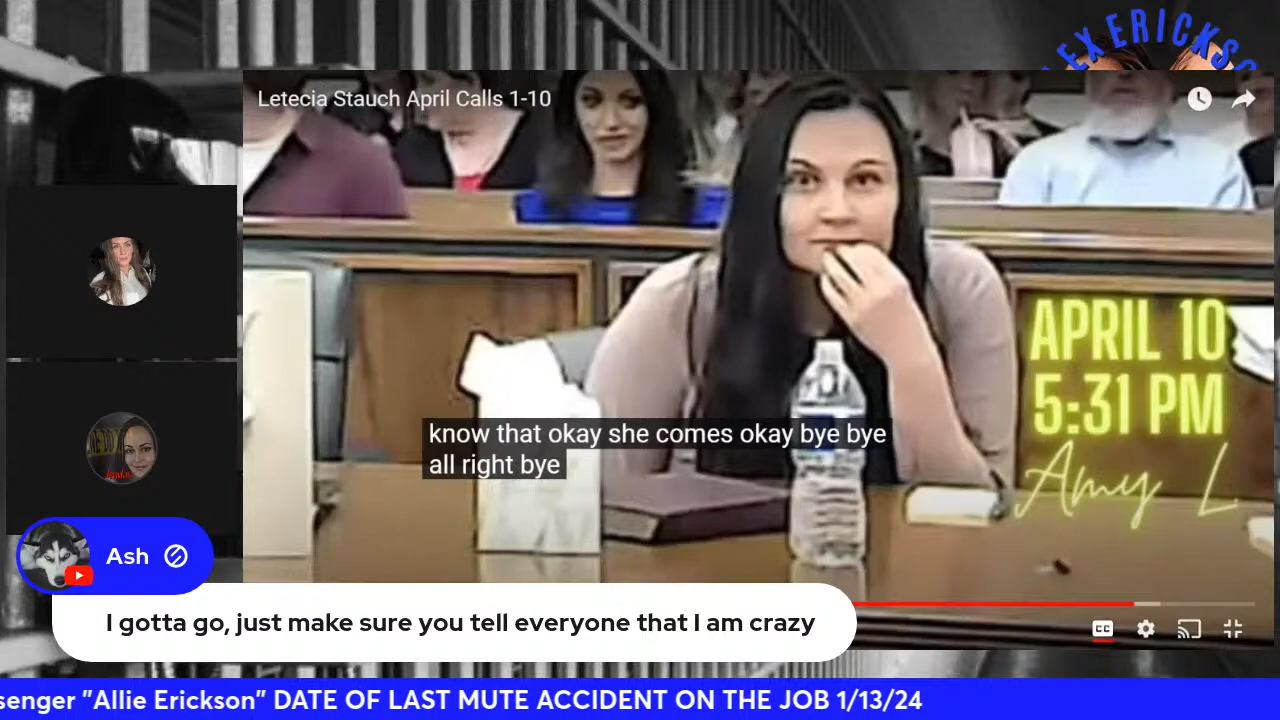 EX ERICKSO
Letecia Stauch April Calls 1-10
APRIL 10
5:31 PM
Amy L
know that okay she comes okay bye bye
all right bye
Ash
I gotta go, just make sure you tell everyone that I am crazy
CC
senger "Allie Erickson" DATE OF LAST MUTE ACCIDENT ON THE JOB 1/13/24